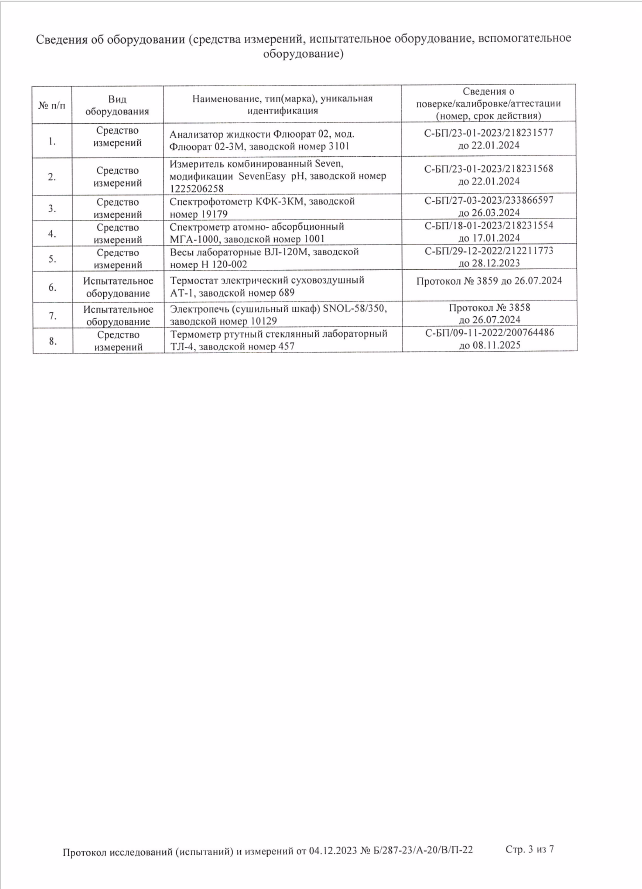 Сведения об оборудовании (средства измерений, испытательное оборудование, вспомогательное
оборудование)
№ п/п
Вид
оборудования
Наименование, тип(марка), уникальная
идентификация
Сведения о
поверке/калибровке/аттестации
(номер, срок действия)
1.
Средство
измерений
Анализатор жидкости Флюорат 02, мод.
Флюорат 02-3М, заводской номер 3101
С-БП/23-01-2023/218231577
до 22.01.2024
2.
Средство
измерений
Измеритель комбинированный Seven,
модификации SevenEasy pH, заводской номер
1225206258
С-БП/23-01-2023/218231568
до 22.01.2024
3.
Средство
измерений
Спектрофотометр КФК-3КМ, заводской
номер 19179
С-БП/27-03-2023/233866597
до 26.03.2024
4.
Средство
измерений
Спектрометр атомно- абсорбционный
МГА-1000, заводской номер 1001
С-БП/18-01-2023/218231554
до 17.01.2024
5.
Средство
измерений
Весы лабораторные ВЛ-120М, заводской
номер Н 120-002
С-БП/29-12-2022/212211773
до 28.12.2023
6.
Испытательное
оборудование
Термостат электрический суховоздушный
АТ-1, заводской номер 689
Протокол № 3859 до 26.07.2024
7.
Испытательное
оборудование
Электропечь (сушильный шкаф) SNOL-58/350,
заводской номер 10129
Протокол № 3858
до 26.07.2024
8.
Средство
измерений
Термометр ртутный стеклянный лабораторный
ТЛ-4, заводской номер 457
С-БП/09-11-2022/200764486
до 08.11.2025
Протокол исследований (испытаний) и измерений от 04.12.2023 № Б/287-23/А-20/В/П-22 Стр. 3 из 7